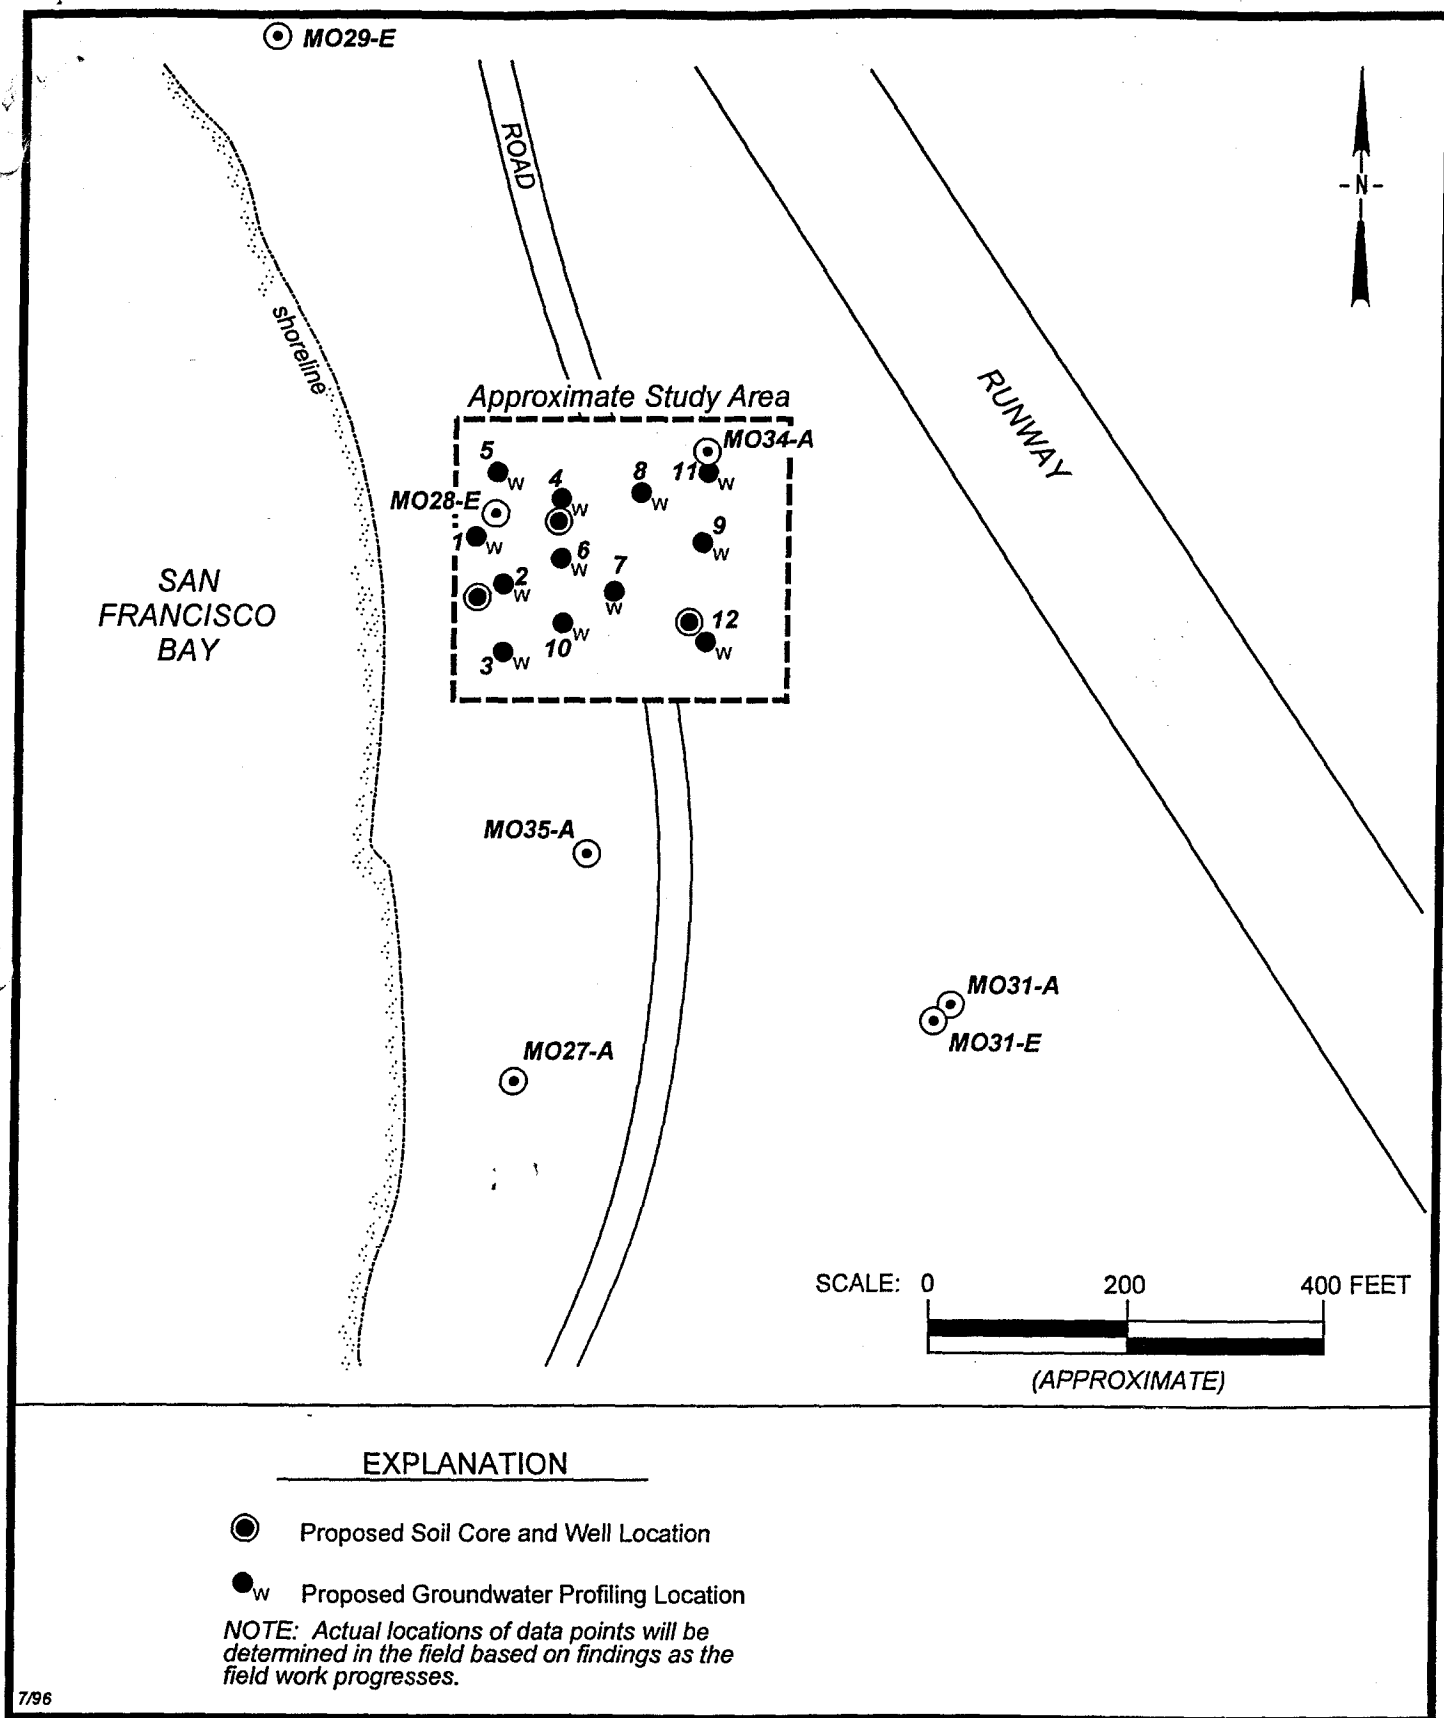 MO29-E
ROAD
-N-
shoreline
RUNWAY
Approximate Study Area
MO34-A
5
W
4
W
8
W
11
W
MO28-E
1
W
9
W
6
W
2
W
7
W
12
W
10
W
3
W
SAN
FRANCISCO
BAY
MO35-A
MO31-A
MO31-E
MO27-A
SCALE: 0 200 400 FEET
(APPROXIMATE)
EXPLANATION
Proposed Soil Core and Well Location
W Proposed Groundwater Profiling Location
NOTE: Actual locations of data points will be
determined in the field based on findings as the
field work progresses.
7/96